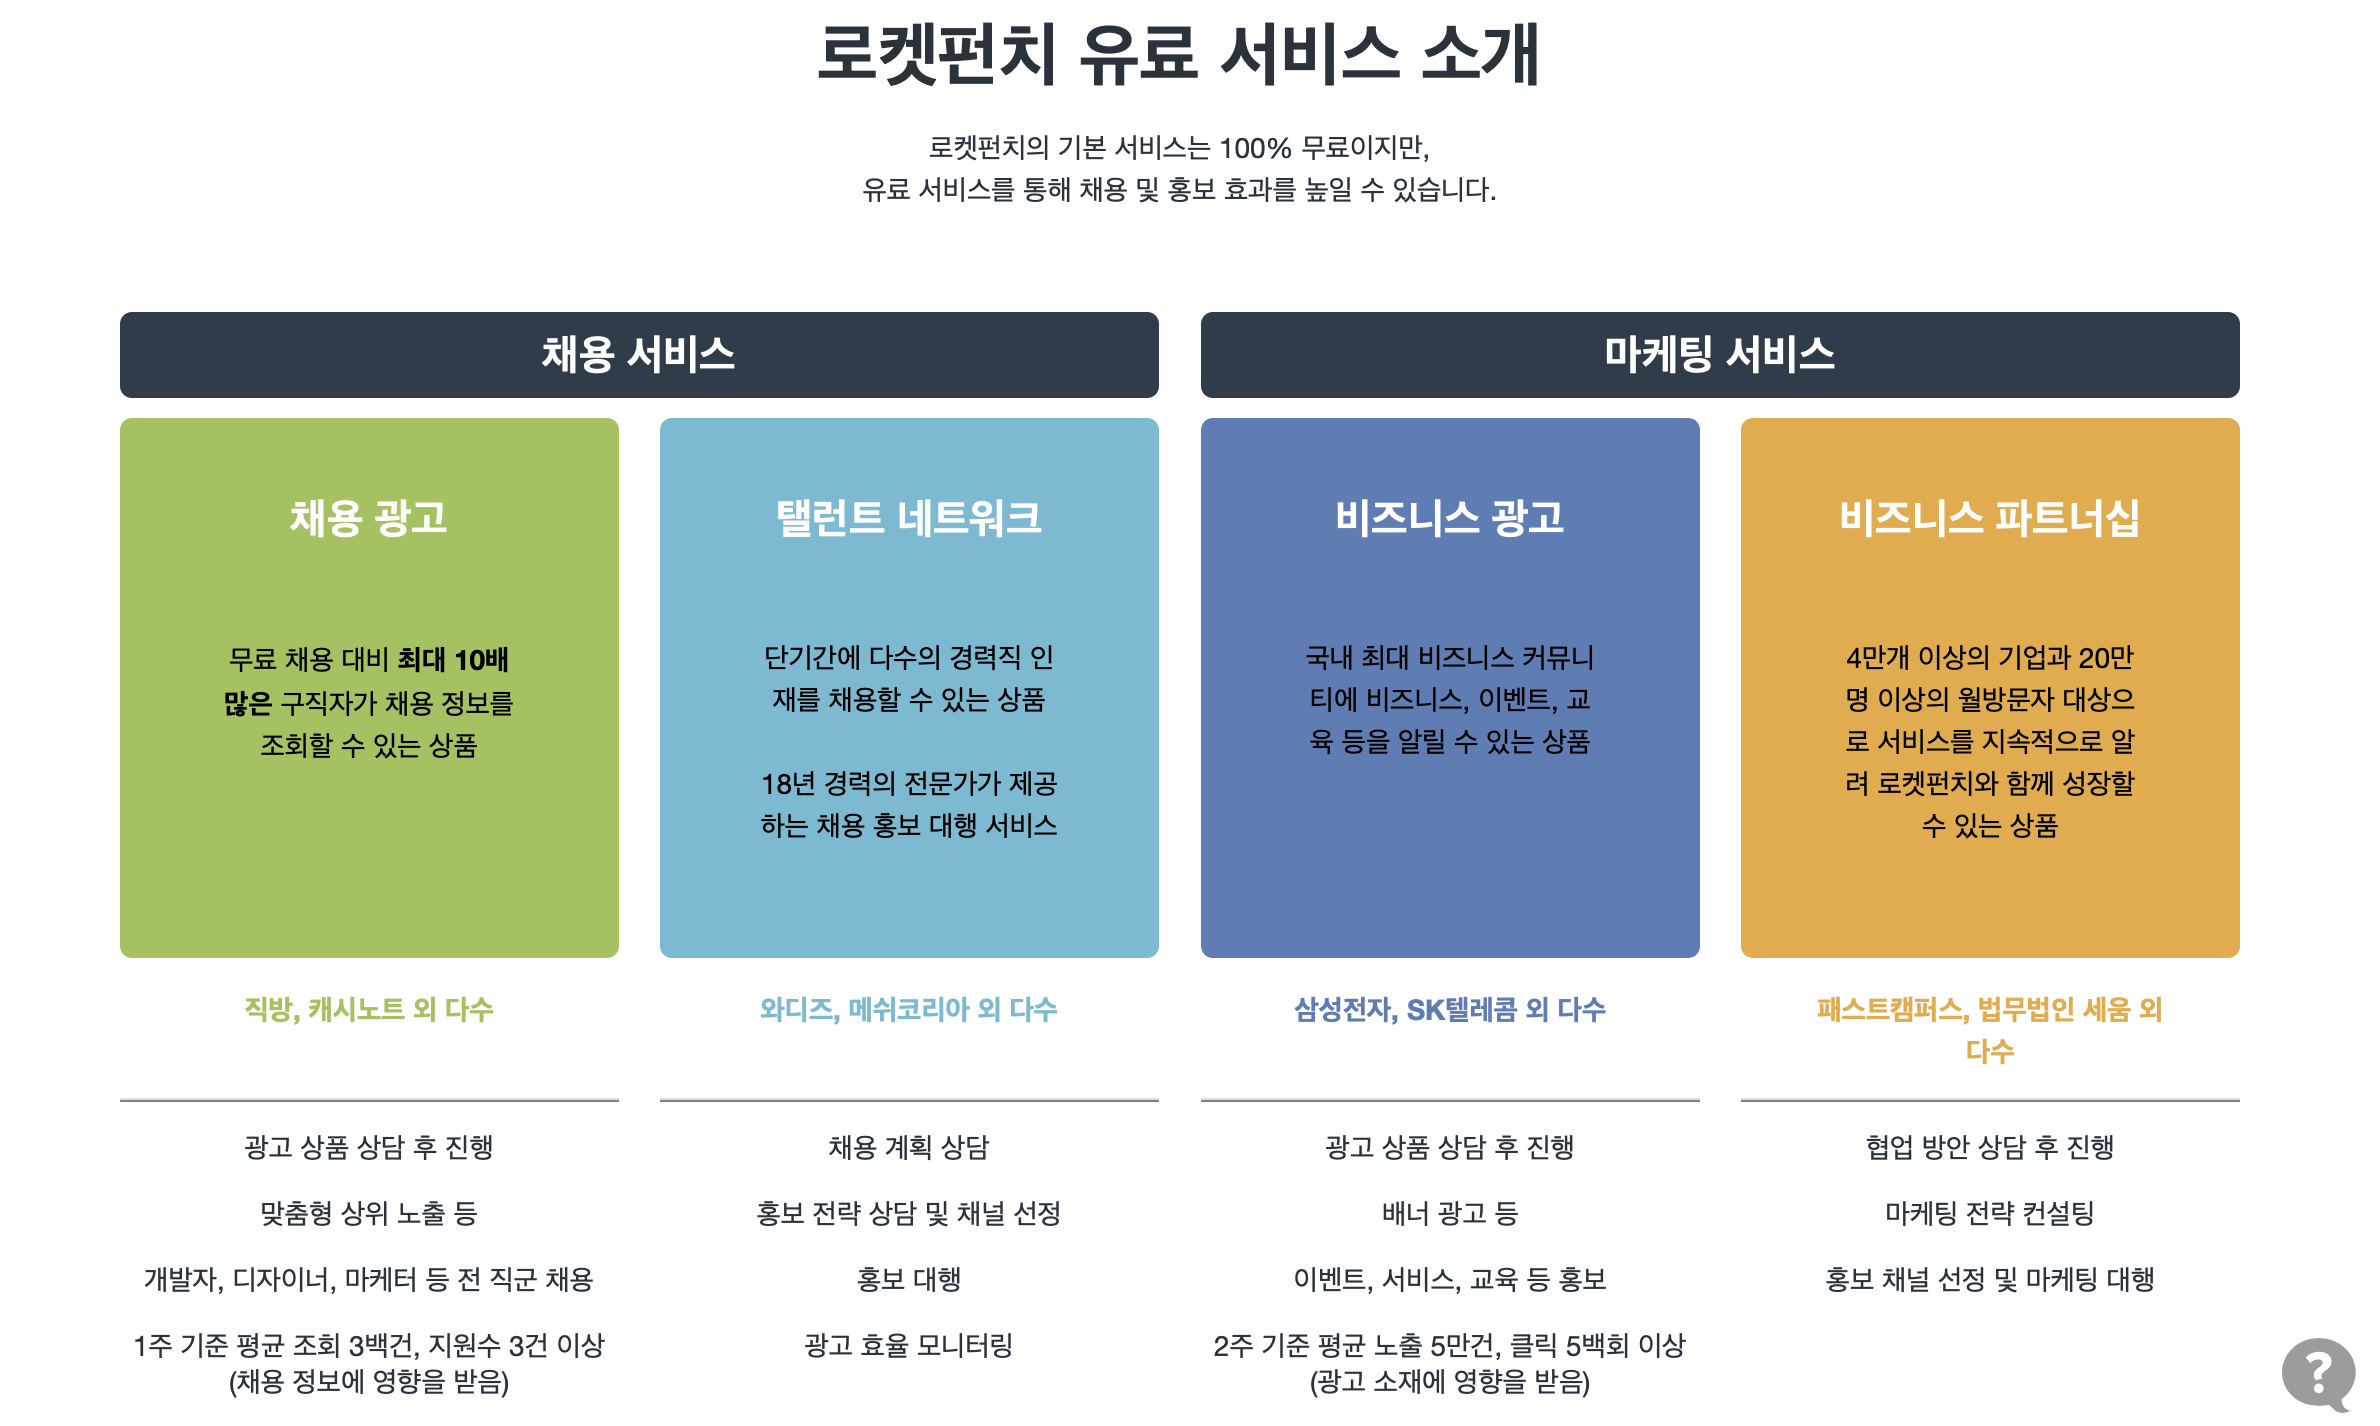 로켓펀치 유료 서비스 소개
로켓펀치의 기본 서비스는 100% 무료이지만,
유료 서비스를 통해 채용 및 홍보 효과를 높일 수 있습니다.
채용 서비스
채용 광고
무료 채용 대비 최대 10배
많은 구직자가 채용 정보를
조회할 수 있는 상품
직방, 캐시노트 외 다수
광고 상품 상담 후 진행
맞춤형 상위 노출 등
개발자, 디자이너, 마케터 등 전 직군 채용
1주 기준 평균 조회 3백건, 지원수 3건 이상
(채용 정보에 영향을 받음)
탤런트 네트워크
단기간에 다수의 경력직 인
재를 채용할 수 있는 상품
18년 경력의 전문가가 제공
하는 채용 홍보 대행 서비스
와디즈, 메쉬코리아 외 다수
채용 계획 상담
홍보 전략 상담 및 채널 선정
홍보 대행
광고 효율 모니터링
마케팅 서비스
비즈니스 광고
국내 최대 비즈니스 커뮤니
티에 비즈니스, 이벤트, 교
육 등을 알릴 수 있는 상품
삼성전자, SK텔레콤 외 다수
광고 상품 상담 후 진행
배너 광고 등
이벤트, 서비스, 교육 등 홍보
2주 기준 평균 노출 5만건, 클릭 5백회 이상
(광고 소재에 영향을 받음)
비즈니스 파트너십
4만개 이상의 기업과 20만
명 이상의 월방문자 대상으
로 서비스를 지속적으로 알
려 로켓펀치와 함께 성장할
수 있는 상품
패스트캠퍼스, 법무법인 세움 외
다수
협업 방안 상담 후 진행
마케팅 전략 컨설팅
홍보 채널 선정 및 마케팅 대행
?